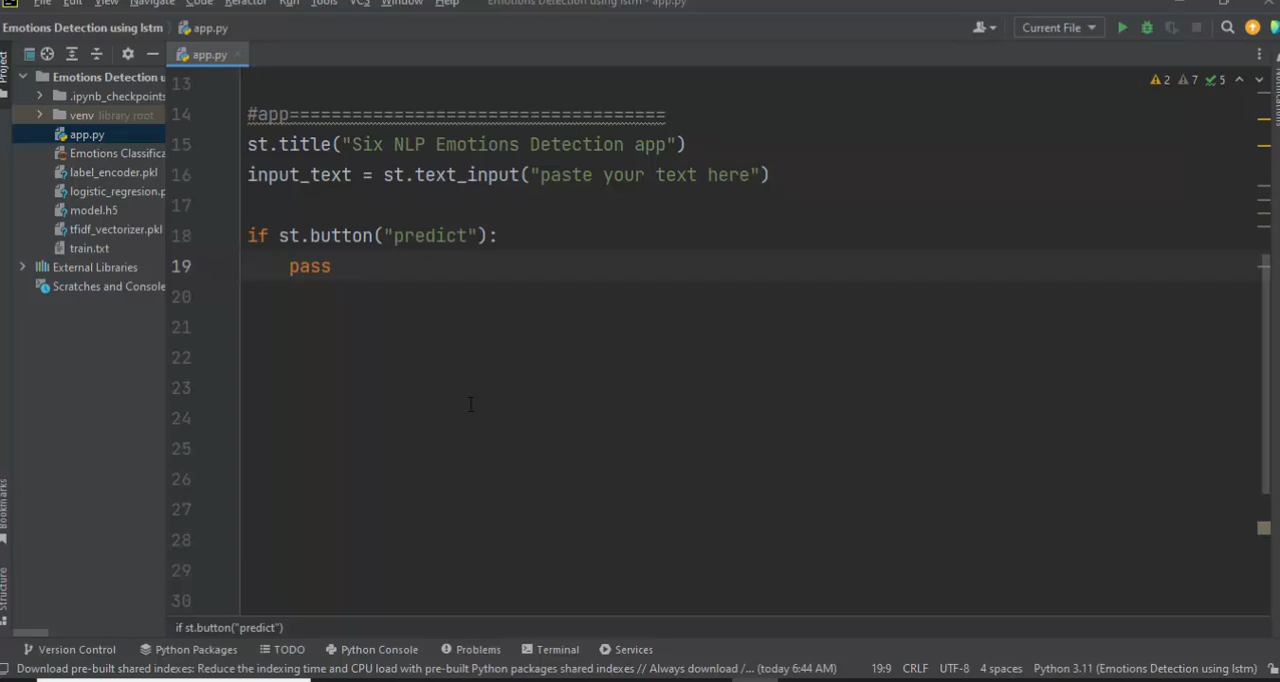 File Edit View Navigate Code Refactor Run Tools VCS Window Help Emotions Detection using lstm - app.py
Emotions Detection using lstm app.py Current File
Project
app.py
Emotions Detection u
.ipynb_checkpoints
venv library root
app.py
Emotions Classifica
label_encoder.pkl
logistic_regresion.p
model.h5
tfidf_vectorizer.pkl
train.txt
External Libraries
Scratches and Console
2 7 5
13
14 #app====================================
15 st.title("Six NLP Emotions Detection app")
16 input_text = st.text_input("paste your text here")
17
18 if st.button("predict"):
19 pass
20
21
22
23
24
25
26
27
28
29
30
Bookmarks
Structure
if st.button("predict")
Version Control Python Packages TODO Python Console Problems Terminal Services
Download pre-built shared indexes: Reduce the indexing time and CPU load with pre-built Python packages shared indexes // Always download /... (today 6:44 AM) 19:9 CRLF UTF-8 4 spaces Python 3.11 (Emotions Detection using lstm)